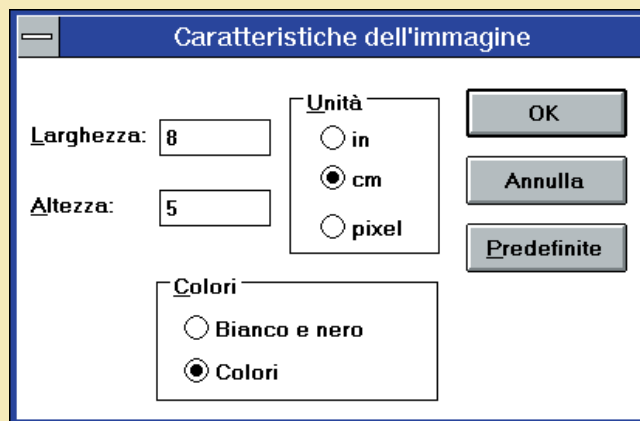 Caratteristiche dell'immagine
Larghezza: 8
Altezza: 5
Unità
in
cm
pixel
OK
Annulla
Predefinite
Colori
Bianco e nero
Colori